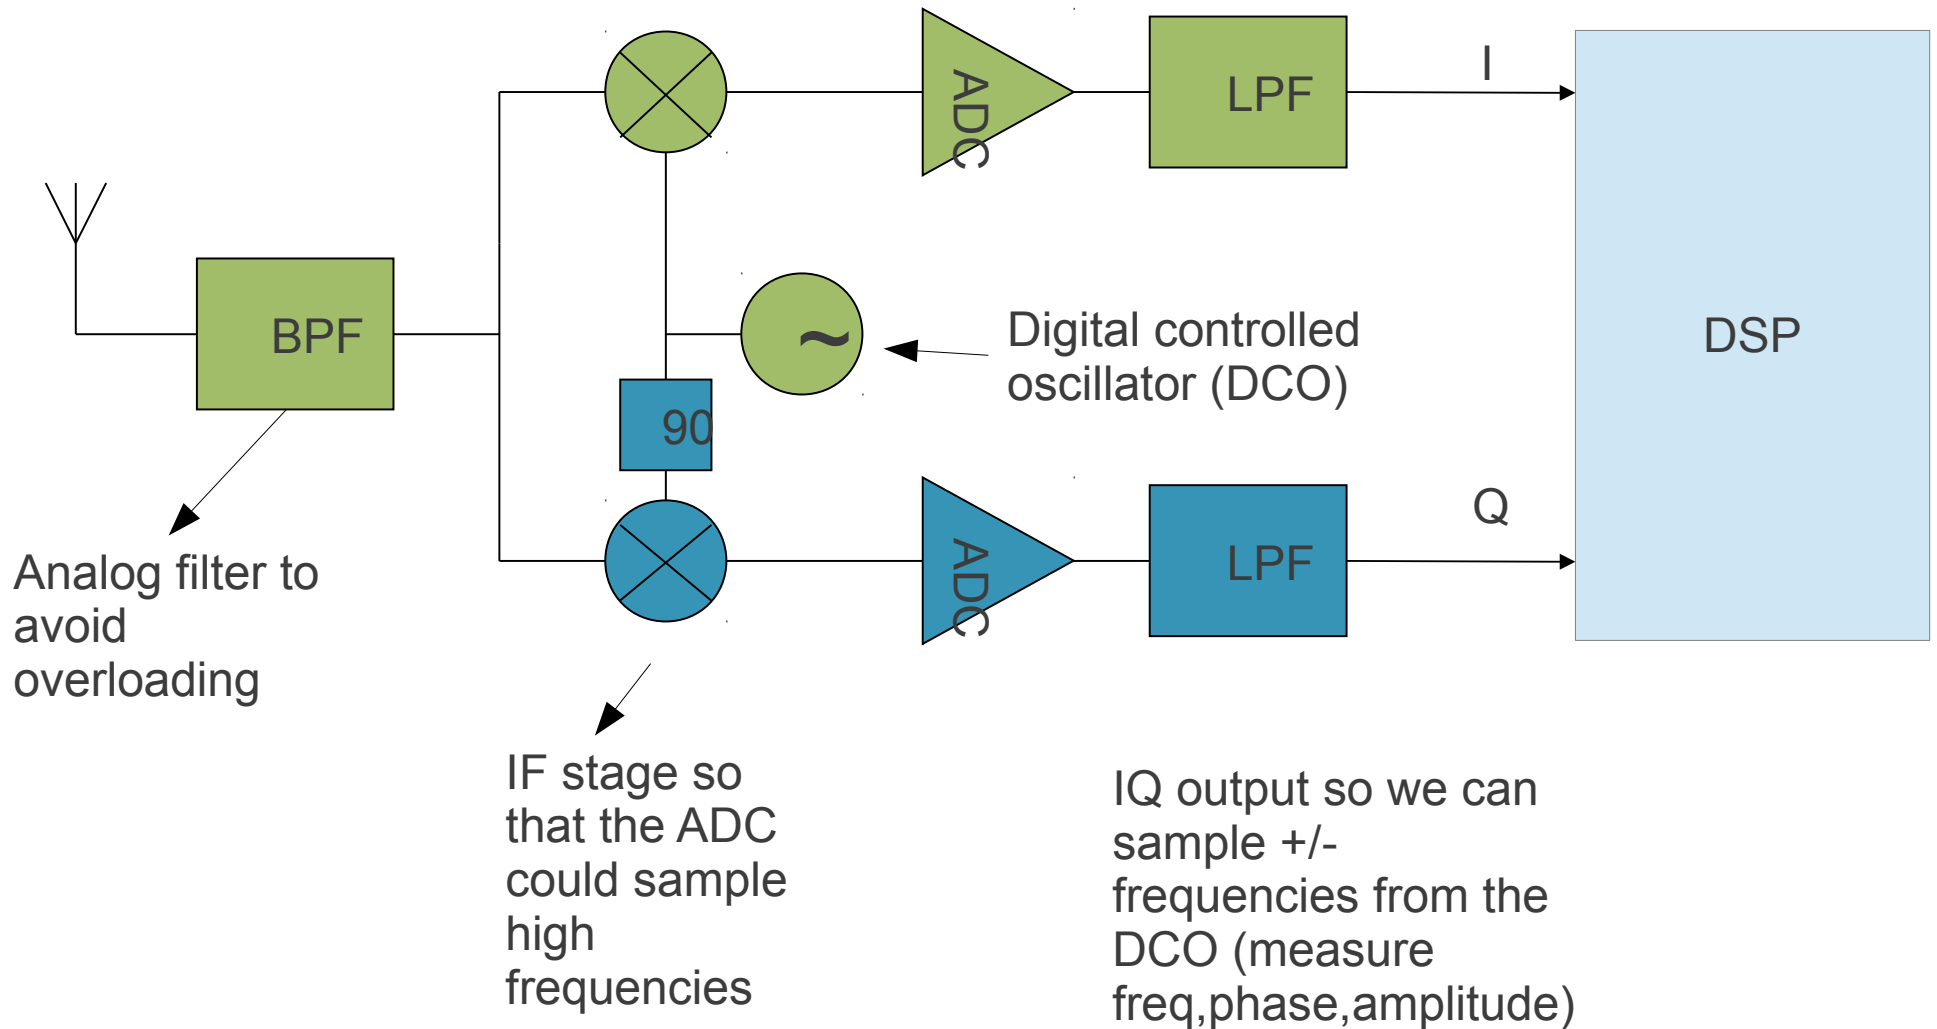 I
ADC
LPF
BPF
~
Digital controlled
oscillator (DCO)
DSP
90
Q
ADC
LPF
Analog filter to
avoid
overloading
IF stage so
that the ADC
could sample
high
frequencies
IQ output so we can
sample +/-
frequencies from the
DCO (measure
freq,phase,amplitude)